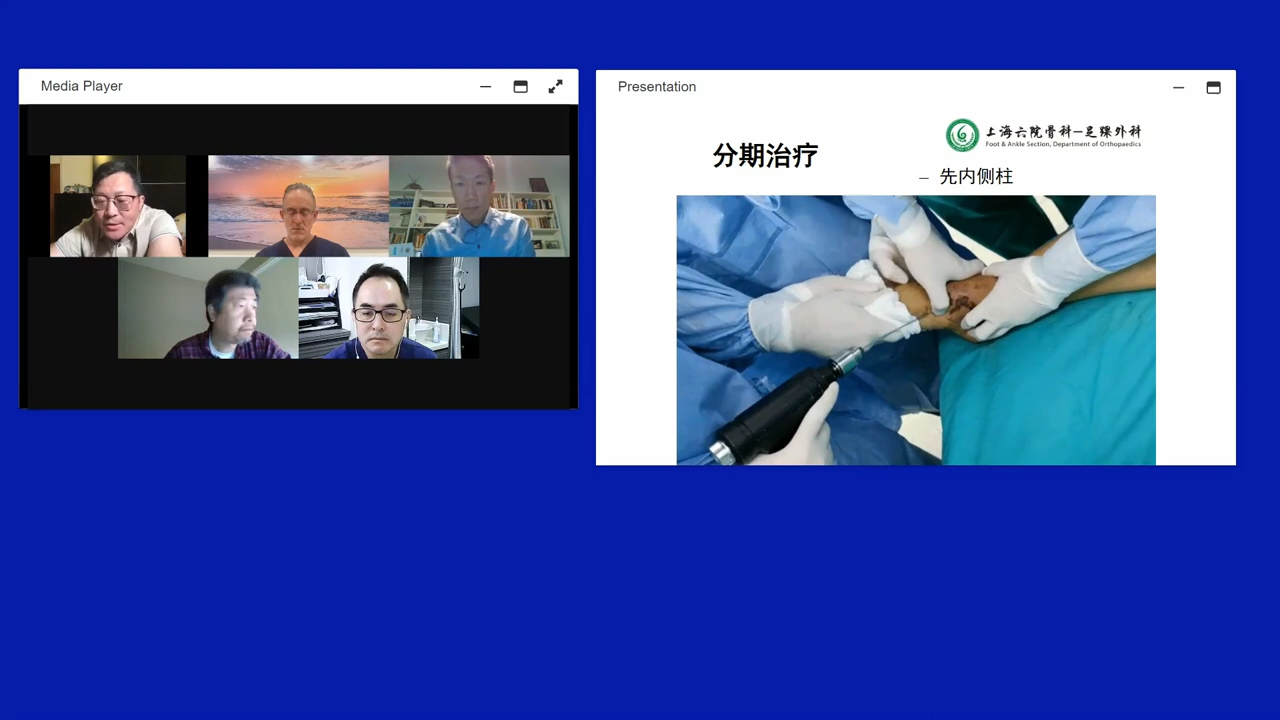 Media Player
Presentation
上海六院骨科—足踝外科
Foot & Ankle Section, Department of Orthopaedics
分期治疗
– 先内侧柱